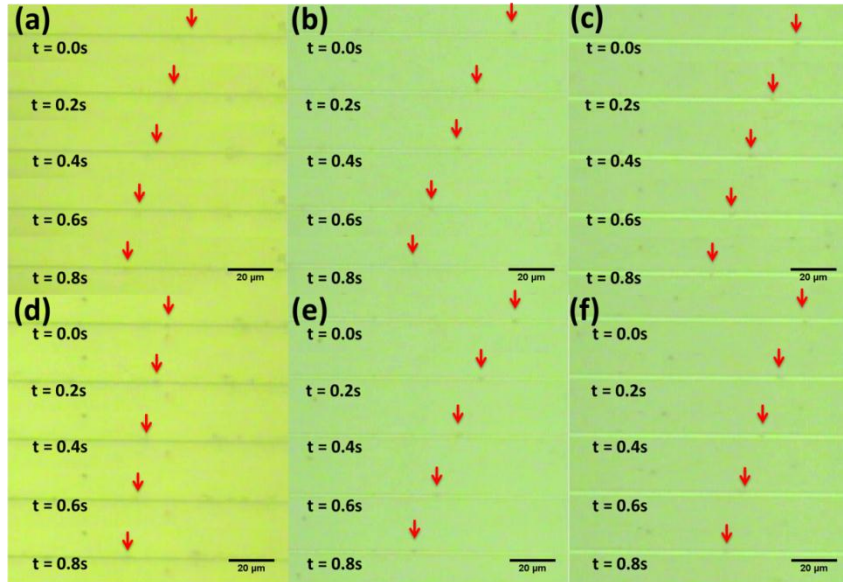 (a)
t = 0.0s
t = 0.2s
t = 0.4s
t = 0.6s
t = 0.8s
20 µm
(b)
t = 0.0s
t = 0.2s
t = 0.4s
t = 0.6s
t = 0.8s
20 µm
(c)
t = 0.0s
t = 0.2s
t = 0.4s
t = 0.6s
t = 0.8s
20 µm
(d)
t = 0.0s
t = 0.2s
t = 0.4s
t = 0.6s
t = 0.8s
20 µm
(e)
t = 0.0s
t = 0.2s
t = 0.4s
t = 0.6s
t = 0.8s
20 µm
(f)
t = 0.0s
t = 0.2s
t = 0.4s
t = 0.6s
t = 0.8s
20 µm